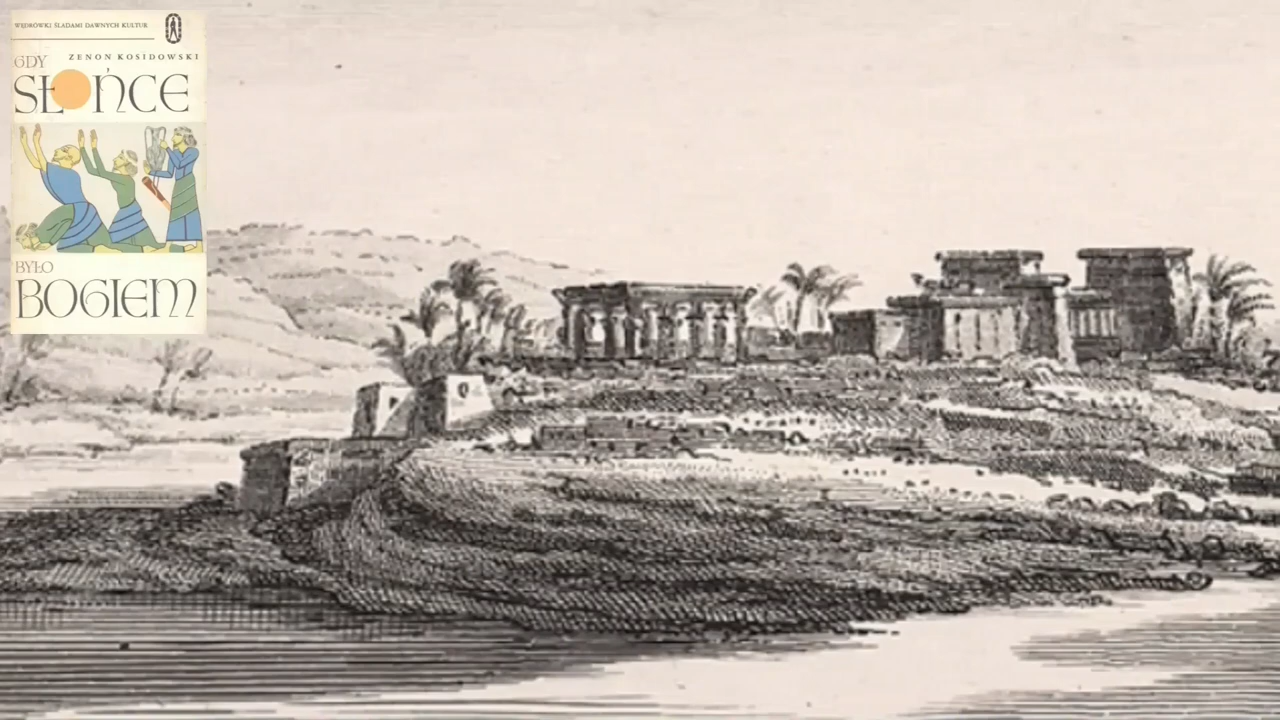 WĘDRÓWKI ŚLADAMI DAWNYCH KULTUR
ZENON KOSIDOWSKI
GDY
SŁOŃCE
BYŁO
BOGIEM